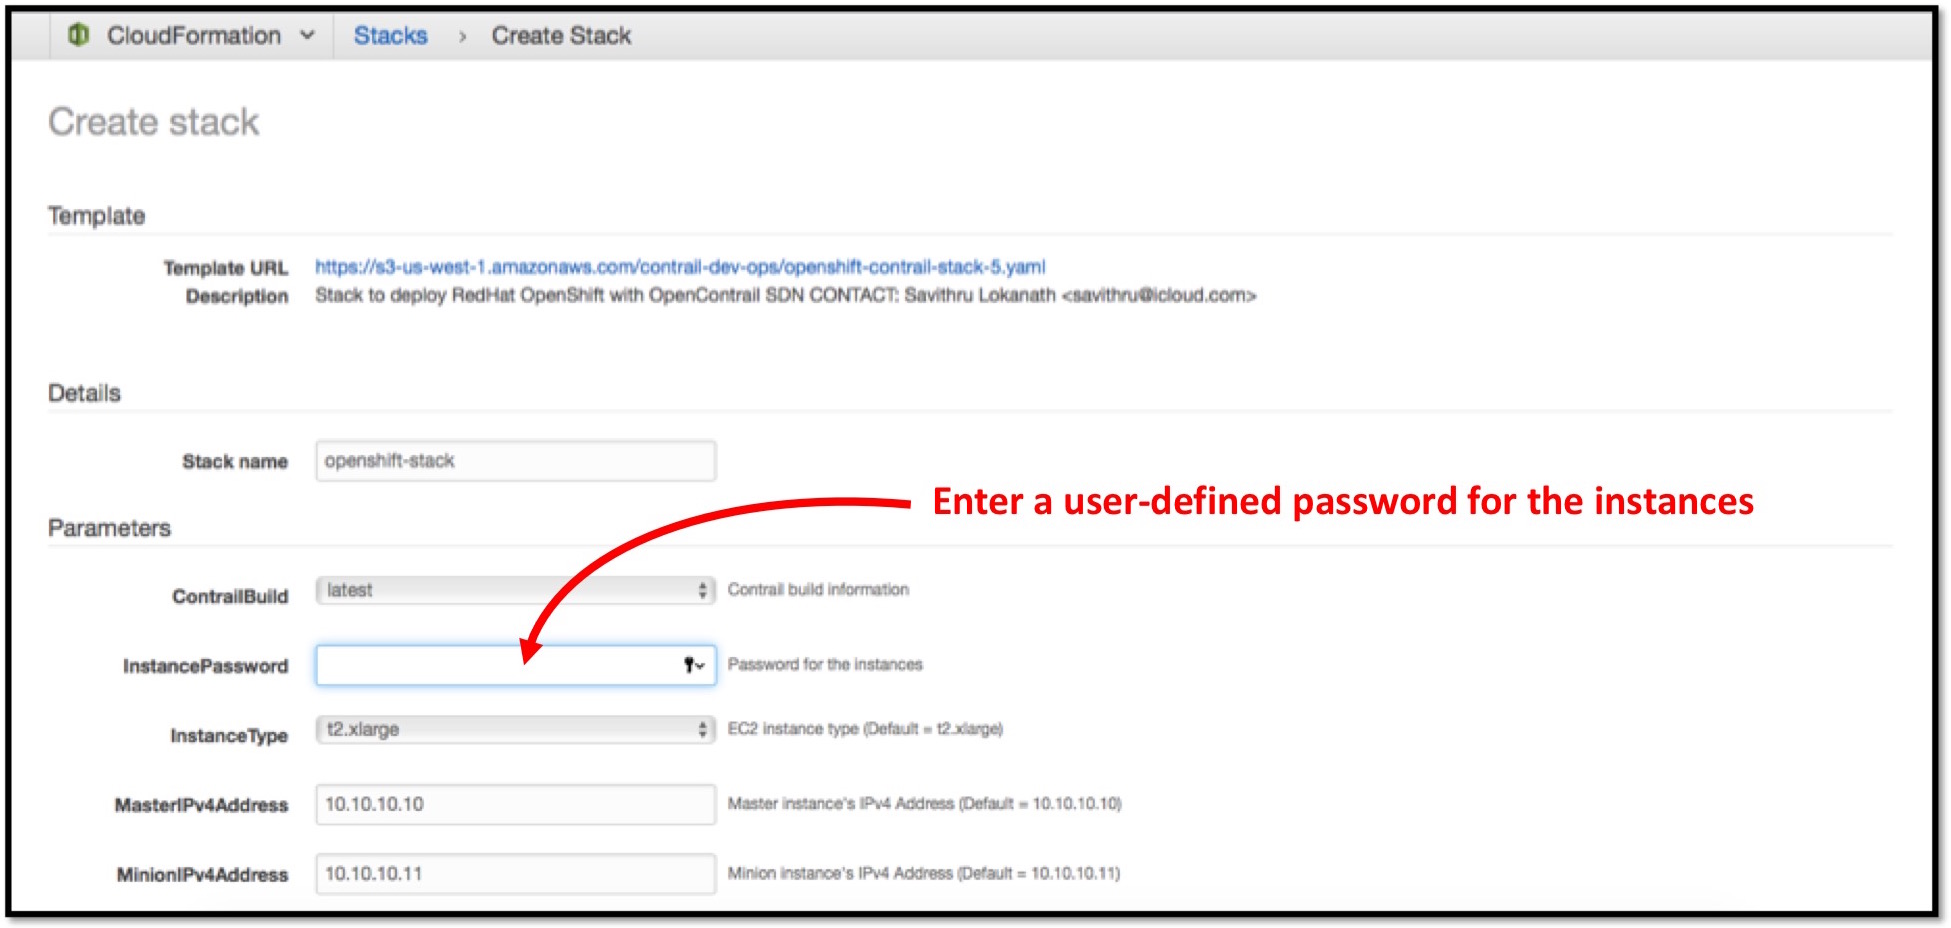 CloudFormation Stacks > Create Stack
Create stack
Template
Template URL https://s3-us-west-1.amazonaws.com/contrail-dev-ops/openshift-contrail-stack-5.yaml
Description Stack to deploy RedHat OpenShift with OpenContrail SDN CONTACT: Savithru Lokanath <savithru@icloud.com>
Details
Stack name openshift-stack
Enter a user-defined password for the instances
Parameters
ContrailBuild latest Contrail build information
InstancePassword Password for the instances
InstanceType t2.xlarge EC2 instance type (Default = t2.xlarge)
MasterIPv4Address 10.10.10.10 Master instance's IPv4 Address (Default = 10.10.10.10)
MinionIPv4Address 10.10.10.11 Minion instance's IPv4 Address (Default = 10.10.10.11)